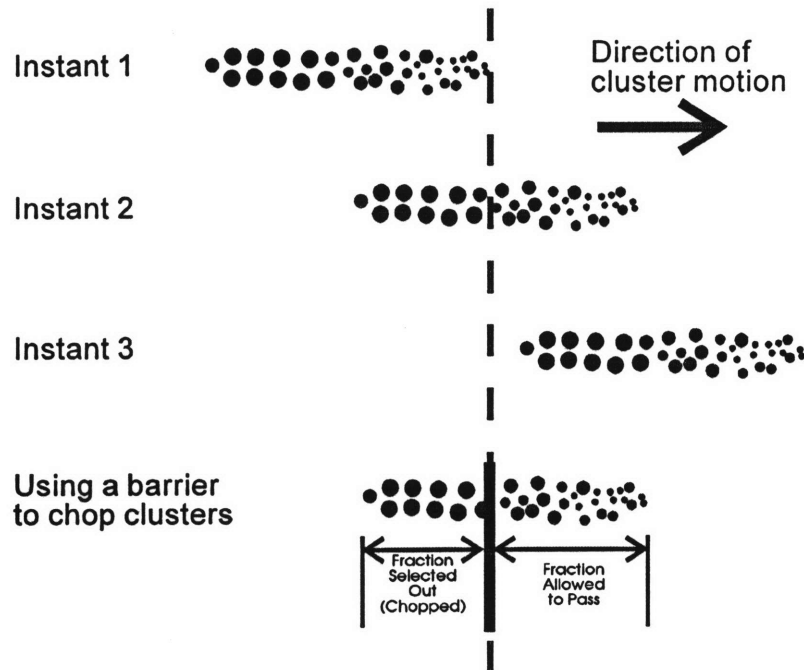 Instant 1
Direction of
cluster motion
Instant 2
Instant 3
Using a barrier
to chop clusters
Fraction
Selected
Out
(Chopped)
Fraction
Allowed
to Pass